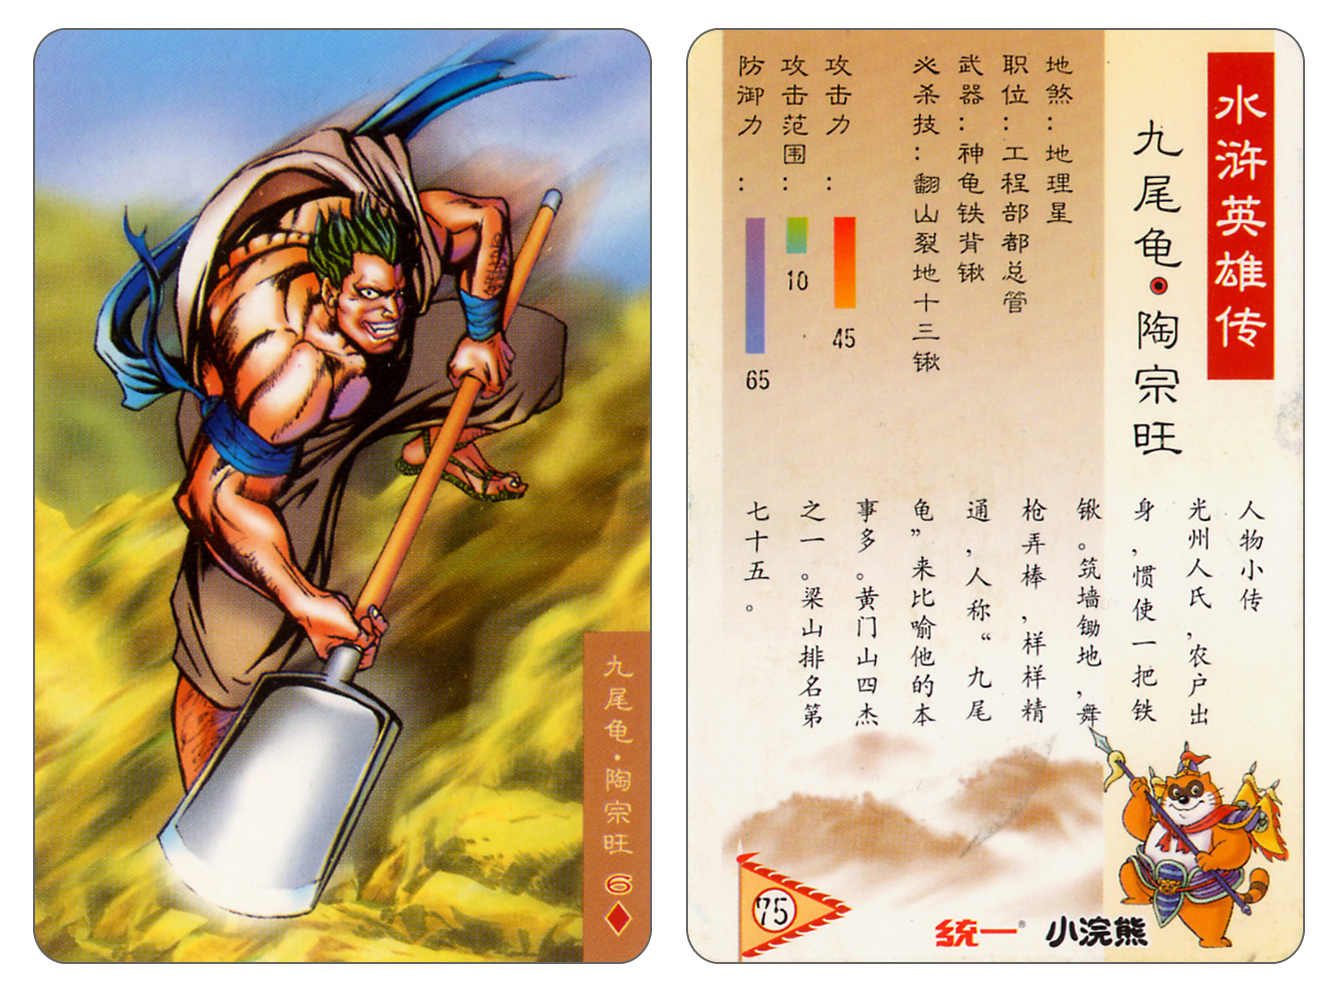 九尾龟·陶宗旺
6
水浒英雄传
九尾龟·陶宗旺
地煞：地理星
职位：工程部都总管
武器：神龟铁背锹
必杀技：翻山裂地十三锹
攻击力：
45
攻击范围：
10
防御力：
65
人物小传
光州人氏，农户出
身，惯使一把铁
锹。筑墙锄地，舞
枪弄棒，样样精
通，人称“九尾
龟”来比喻他的本
事多。黄门山四杰
之一。梁山排名第
七十五。
75
统一® 小浣熊